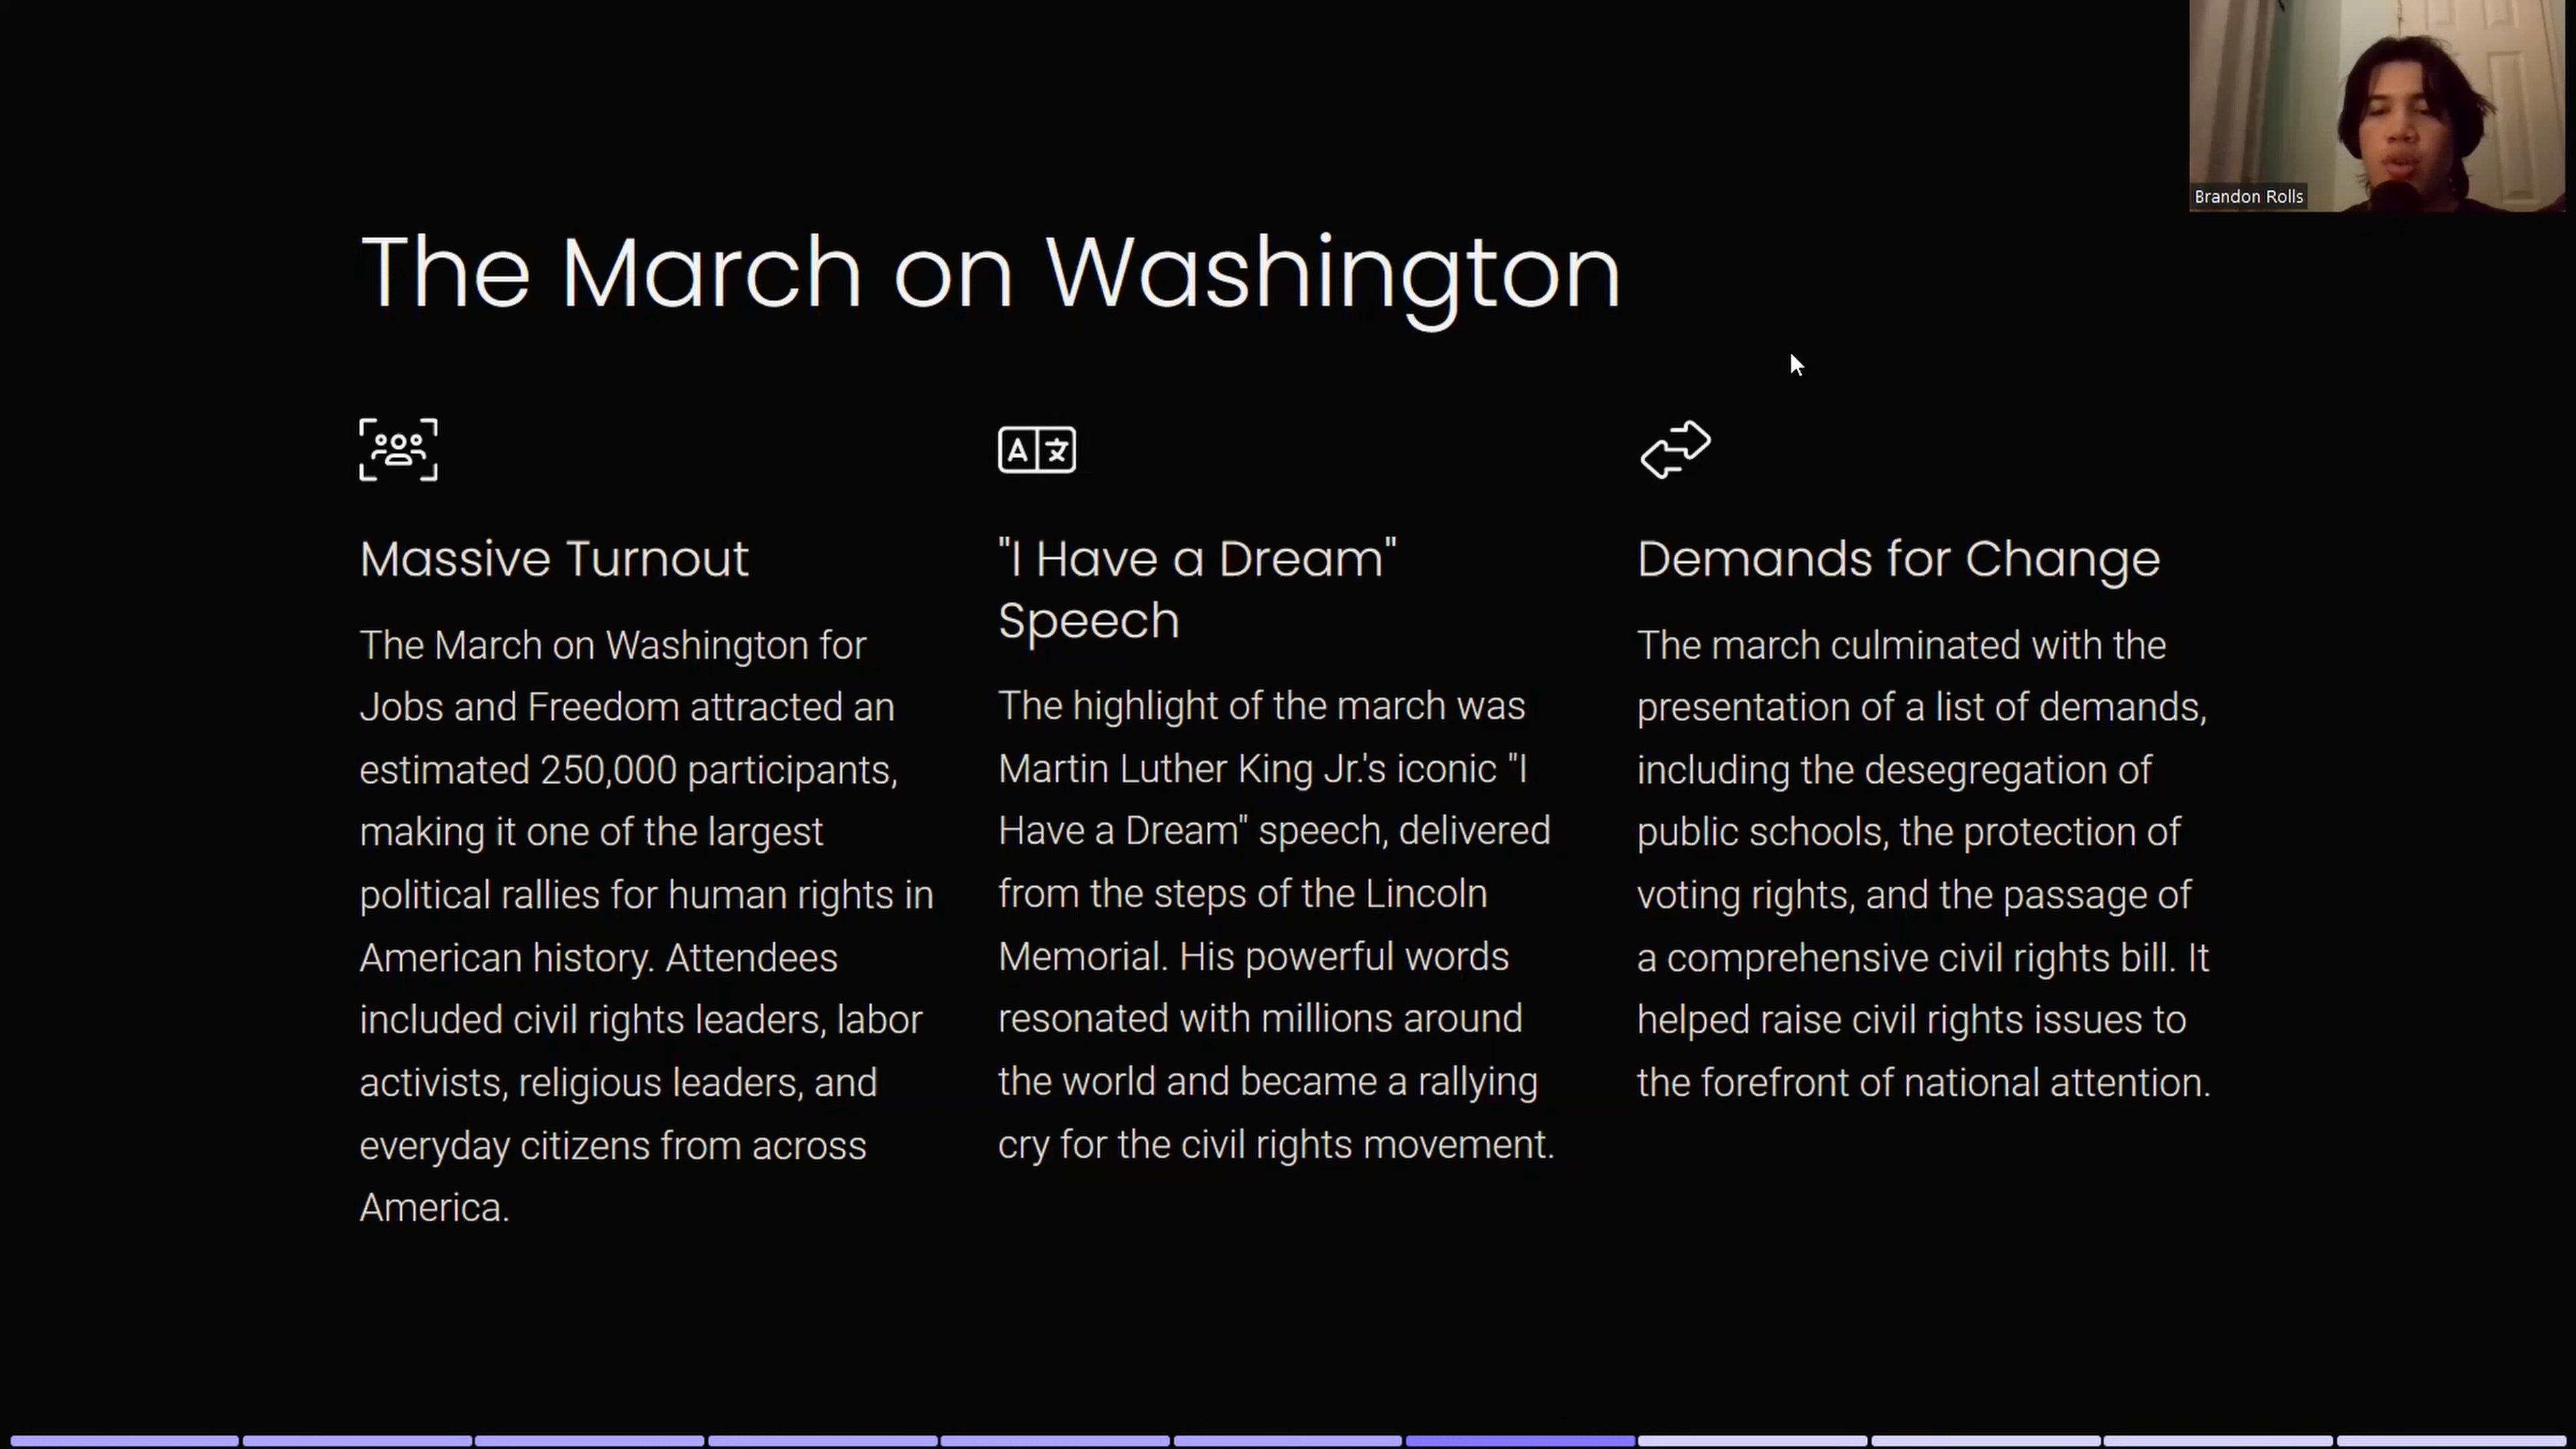 Brandon Rolls
The March on Washington
A 文
Massive Turnout
The March on Washington for
Jobs and Freedom attracted an
estimated 250,000 participants,
making it one of the largest
political rallies for human rights in
American history. Attendees
included civil rights leaders, labor
activists, religious leaders, and
everyday citizens from across
America.
"I Have a Dream"
Speech
The highlight of the march was
Martin Luther King Jr.'s iconic "I
Have a Dream" speech, delivered
from the steps of the Lincoln
Memorial. His powerful words
resonated with millions around
the world and became a rallying
cry for the civil rights movement.
Demands for Change
The march culminated with the
presentation of a list of demands,
including the desegregation of
public schools, the protection of
voting rights, and the passage of
a comprehensive civil rights bill. It
helped raise civil rights issues to
the forefront of national attention.